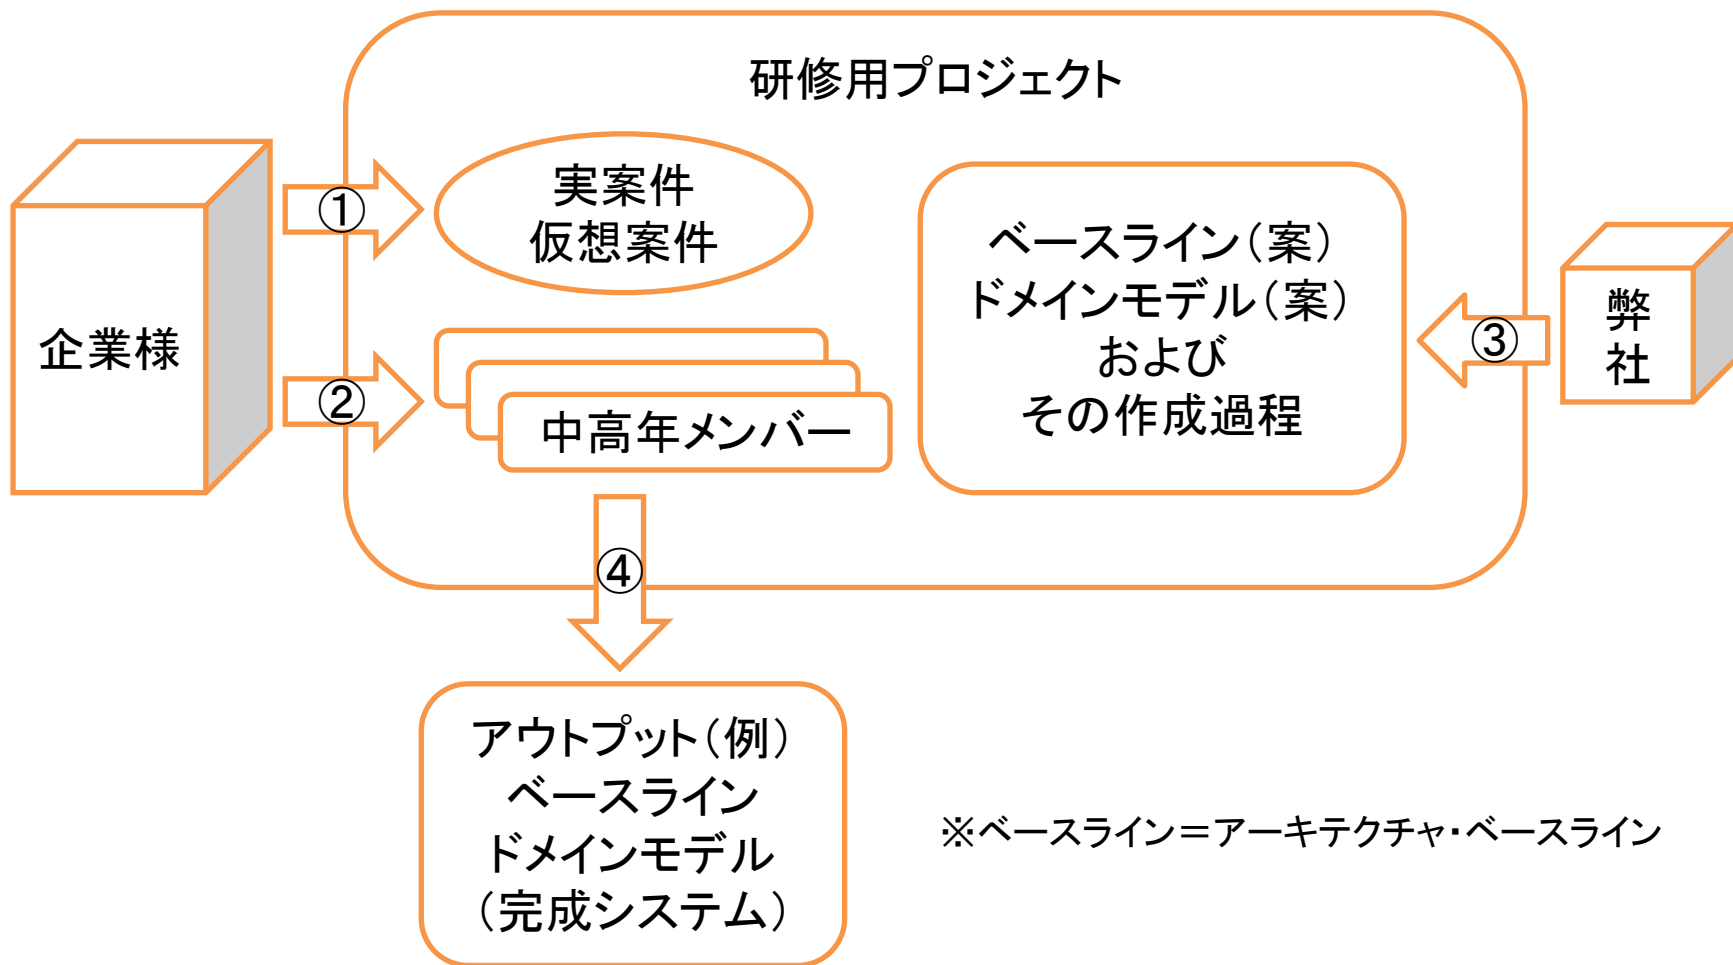 研修用プロジェクト
企業様
①
実案件
仮想案件
②
中高年メンバー
ベースライン（案）
ドメインモデル（案）
および
その作成過程
③
弊
社
④
アウトプット（例）
ベースライン
ドメインモデル
（完成システム）
※ベースライン＝アーキテクチャ・ベースライン